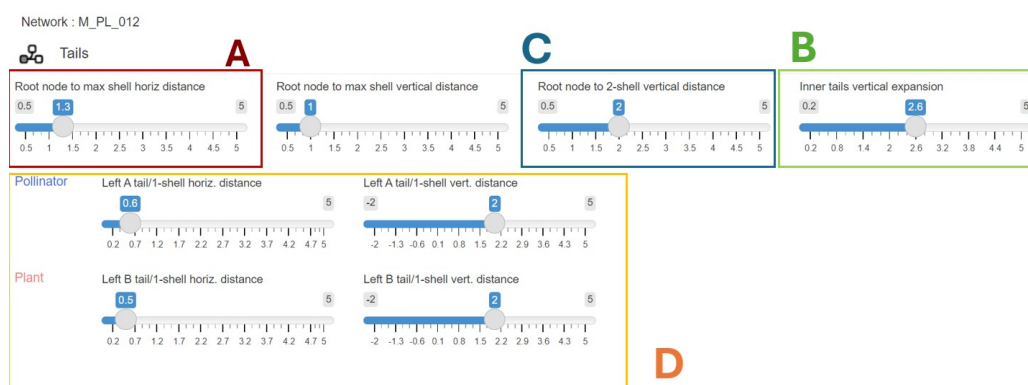 Network : M_PL_012
Tails
A
C
B
Root node to max shell horiz distance
0.5 1.3 5
0.5 1 1.5 2 2.5 3 3.5 4 4.5 5
Root node to max shell vertical distance
0.5 1 5
0.5 1 1.5 2 2.5 3 3.5 4 4.5 5
Root node to 2-shell vertical distance
0.5 2 5
0.5 1 1.5 2 2.5 3 3.5 4 4.5 5
Inner tails vertical expansion
0.2 2.6 5
0.2 0.8 1.4 2 2.6 3.2 3.8 4.4 5
Pollinator
Left A tail/1-shell horiz. distance
0.6 5
0.2 0.7 1.2 1.7 2.2 2.7 3.2 3.7 4.2 4.7 5
Left A tail/1-shell vert. distance
-2 2 5
-2 -1.3 -0.6 0.1 0.8 1.5 2.2 2.9 3.6 4.3 5
Plant
Left B tail/1-shell horiz. distance
0.5 5
0.2 0.7 1.2 1.7 2.2 2.7 3.2 3.7 4.2 4.7 5
Left B tail/1-shell vert. distance
-2 2 5
-2 -1.3 -0.6 0.1 0.8 1.5 2.2 2.9 3.6 4.3 5
D